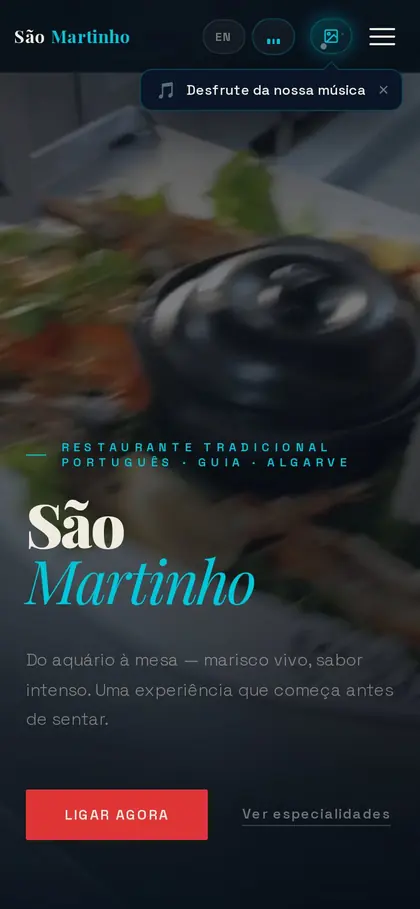 São Martinho
EN
Desfrute da nossa música ×
RESTAURANTE TRADICIONAL
PORTUGUÊS · GUIA · ALGARVE
São
Martinho
Do aquário à mesa — marisco vivo, sabor
intenso. Uma experiência que começa antes
de sentar.
LIGAR AGORA
Ver especialidades